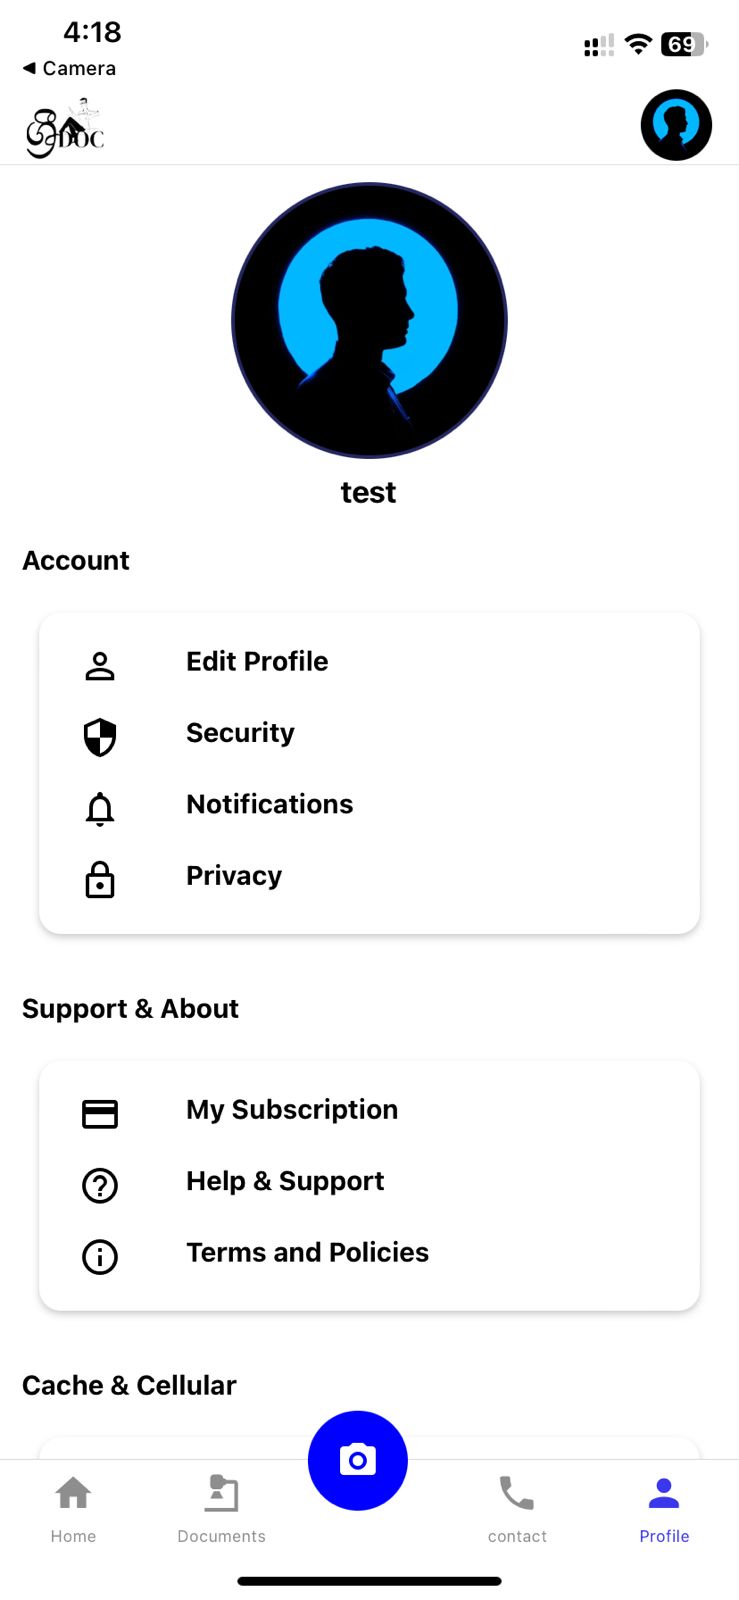 4:18
69
◀ Camera
DOC
test
Account
Edit Profile
Security
Notifications
Privacy
Support & About
My Subscription
Help & Support
Terms and Policies
Cache & Cellular
Home
Documents
contact
Profile